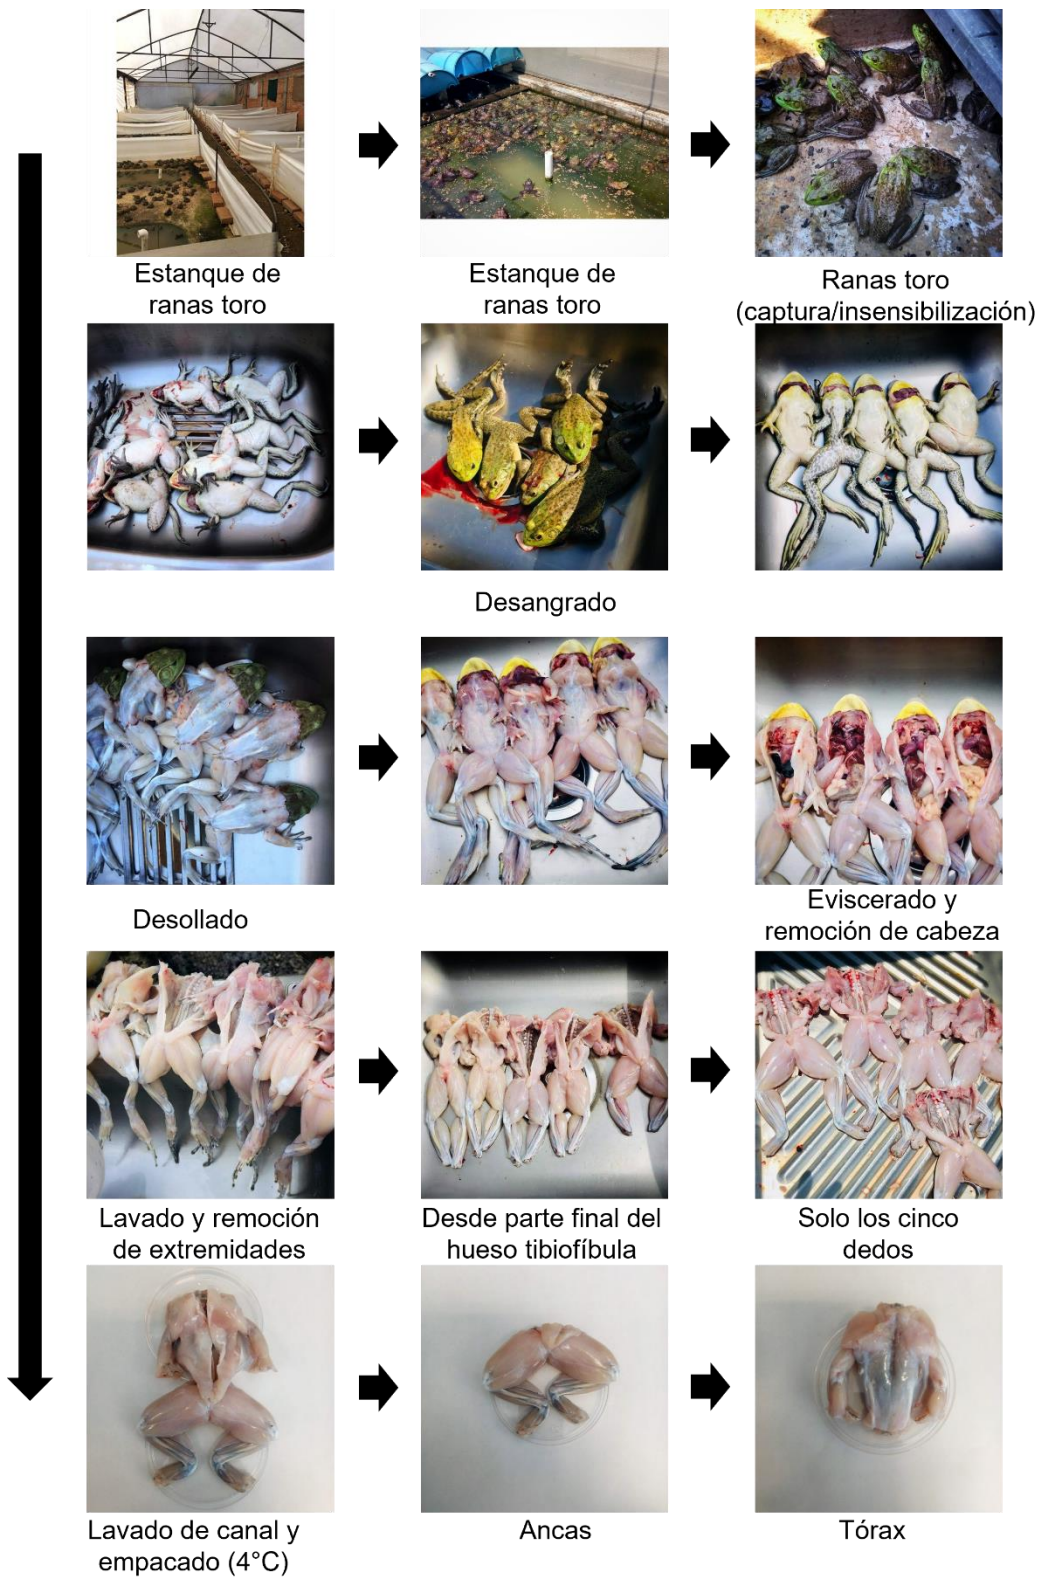 Estanque de
ranas toro
Estanque de
ranas toro
Ranas toro
(captura/insensibilización)
Desangrado
Desollado
Eviscerado y
remoción de cabeza
Lavado y remoción
de extremidades
Desde parte final del
hueso tibiofíbula
Solo los cinco
dedos
Lavado de canal y
empacado (4°C)
Ancas
Tórax